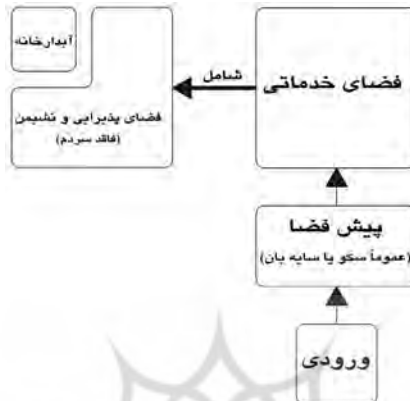 آبدارخانه
شامل
فضای خدماتی
فضای پذیرایی و نشیمن
(فاقد سردم)
پیش فضا
(عموماً سکو یا سایه بان)
ورودی